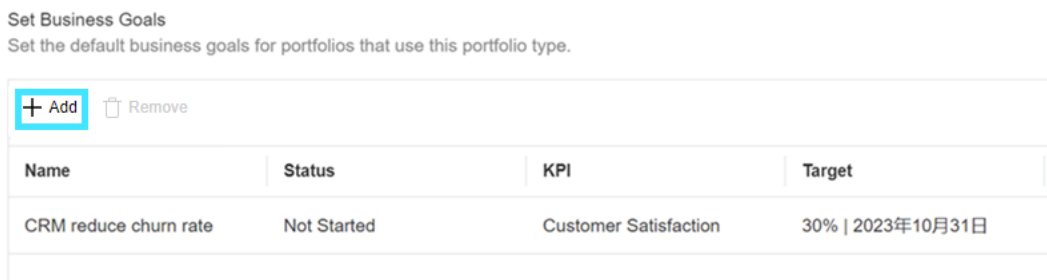 Set Business Goals
Set the default business goals for portfolios that use this portfolio type.
Add Remove
Name Status KPI Target
CRM reduce churn rate Not Started Customer Satisfaction 30% | 2023年10月31日